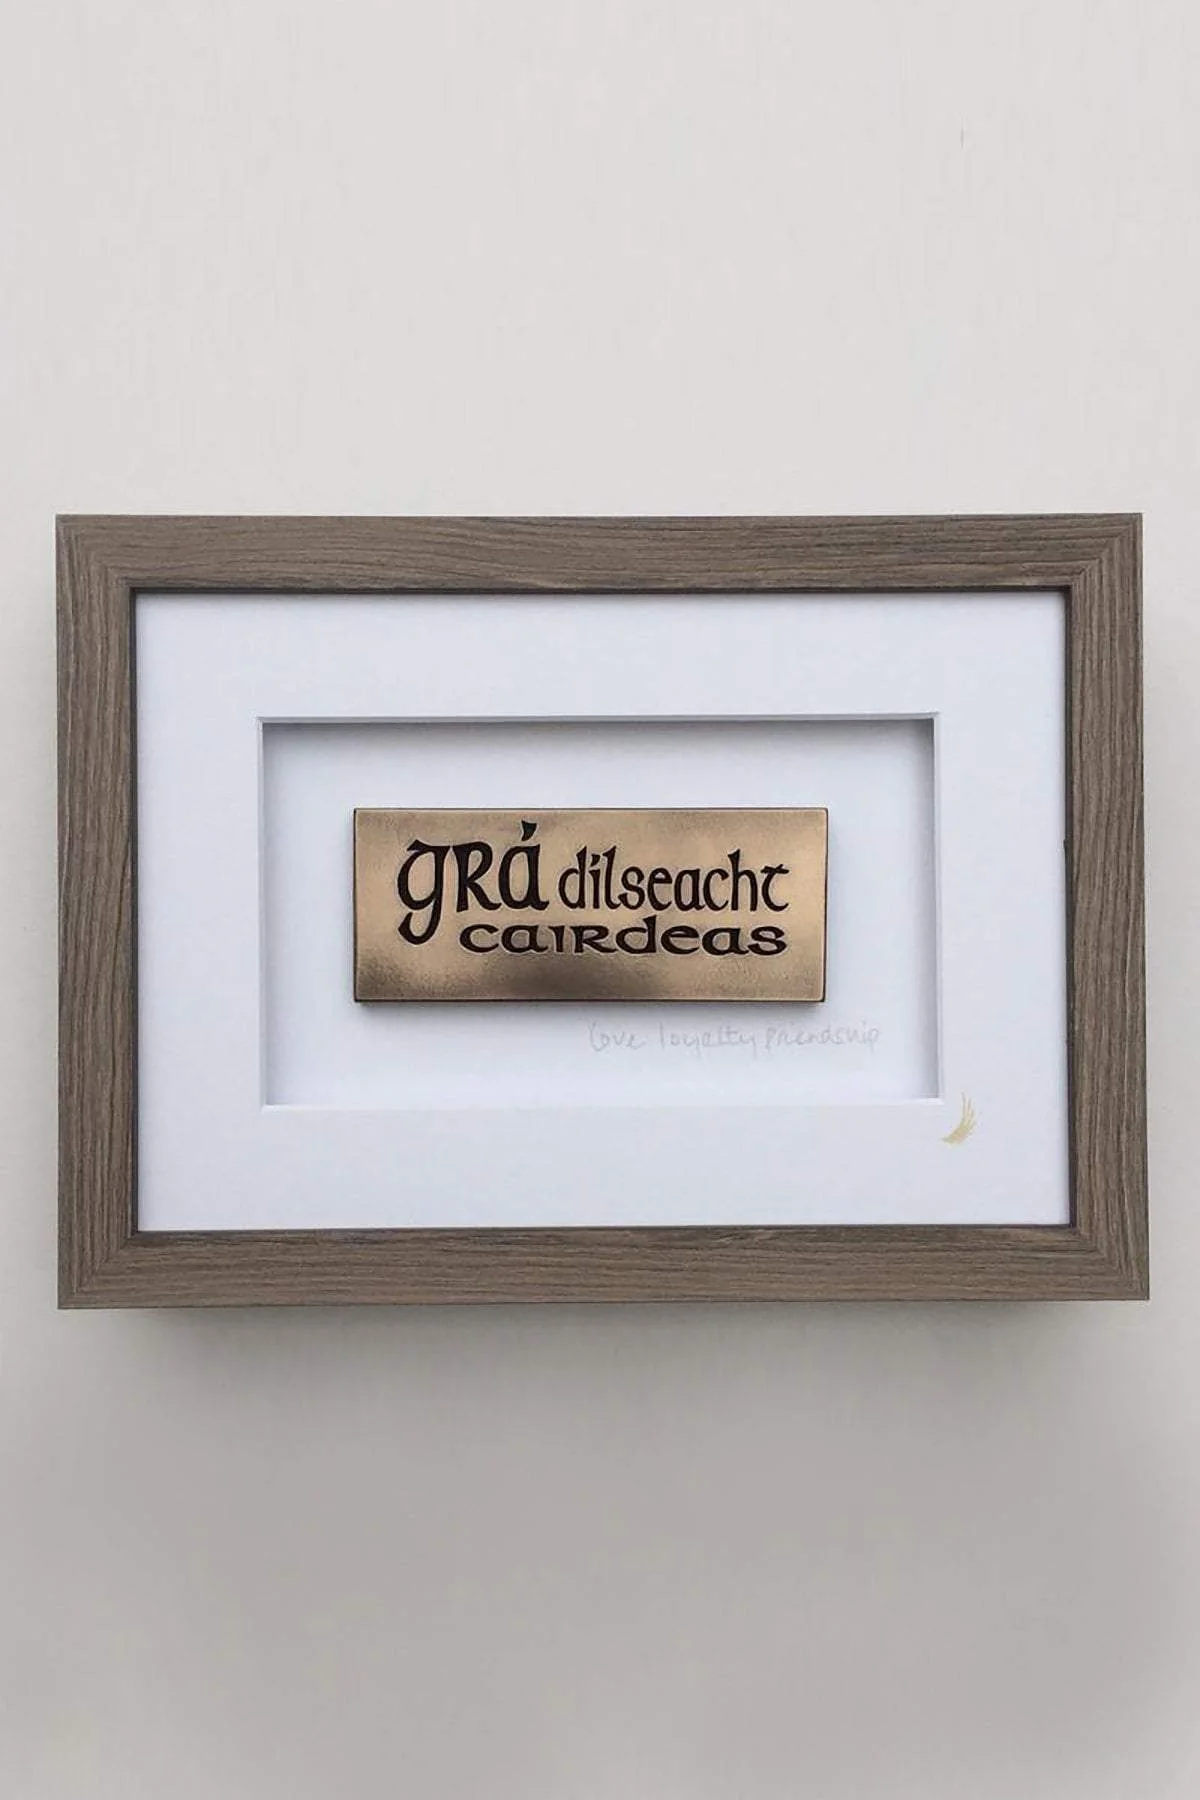 grá dílseacht
cairdeas
love loyalty friendship